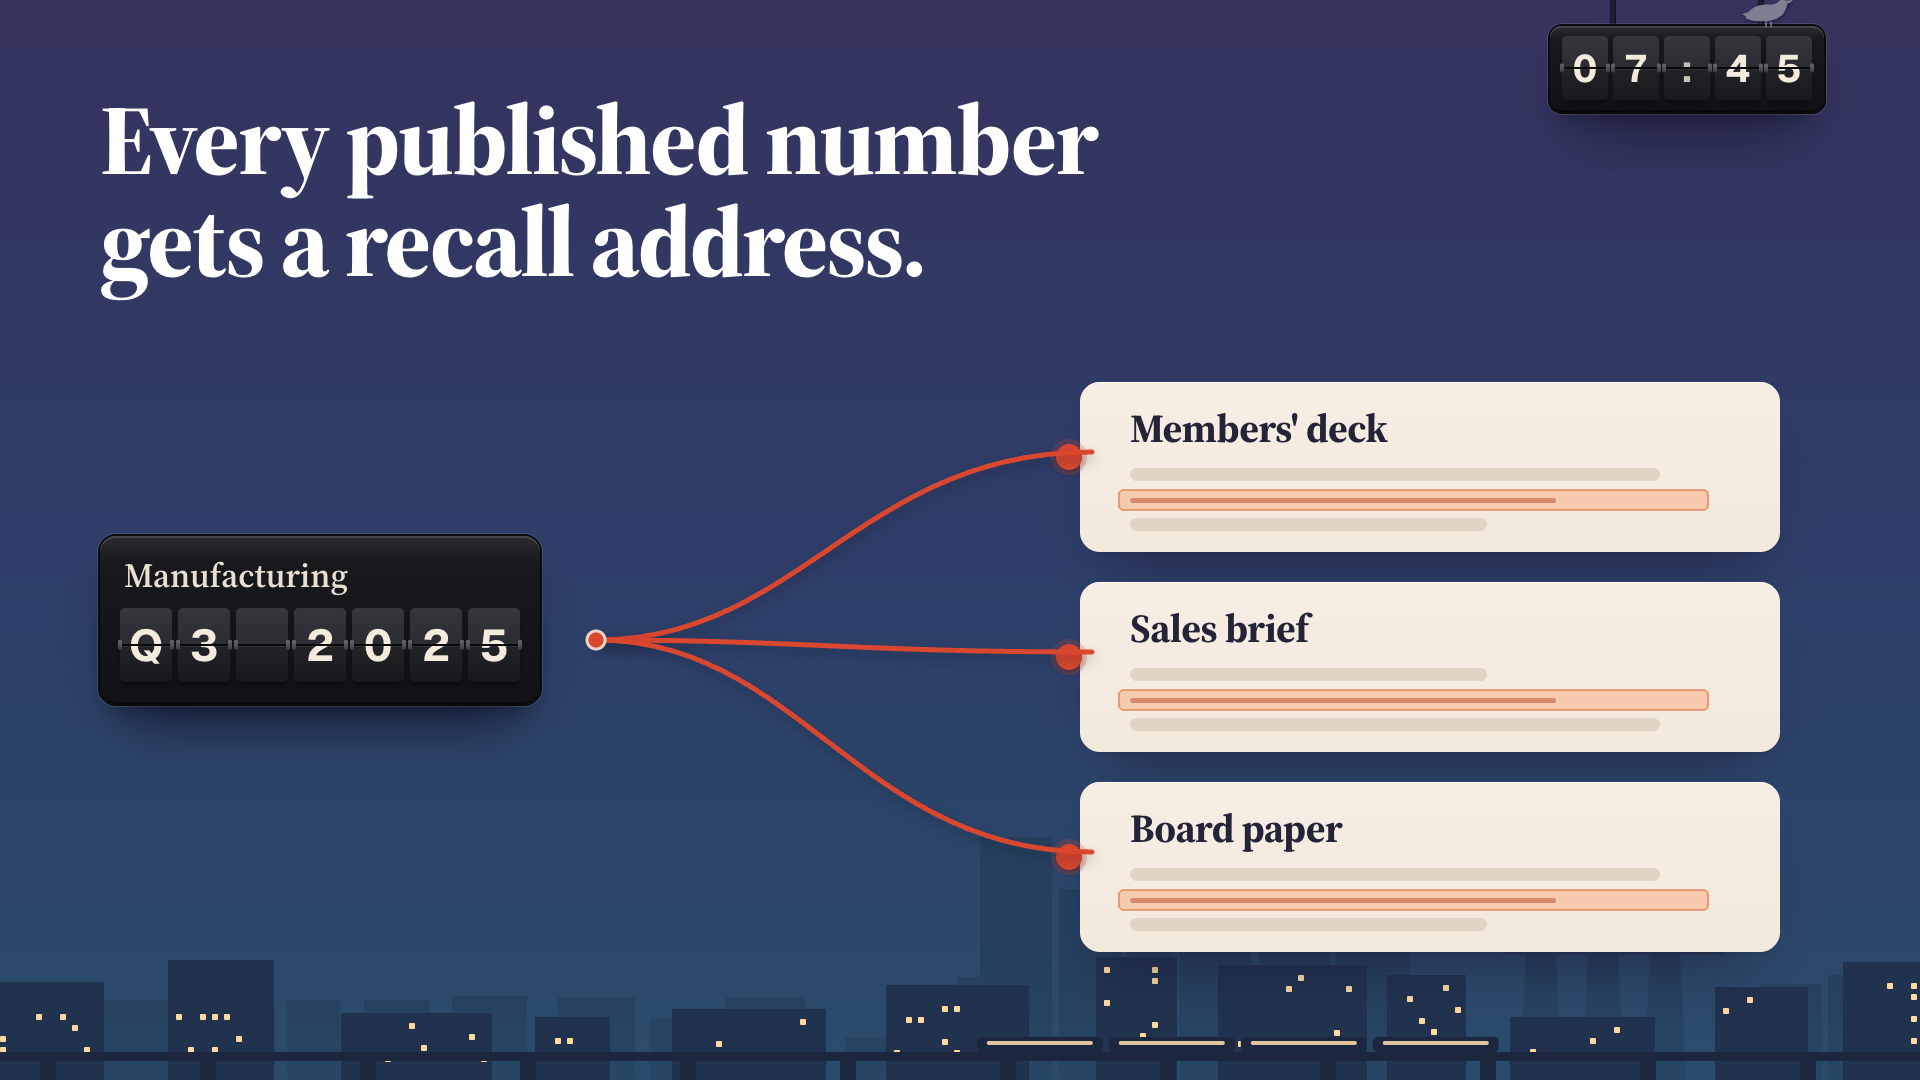 07:45
Every published number
gets a recall address.
Manufacturing
Q3 2025
Members' deck
Sales brief
Board paper